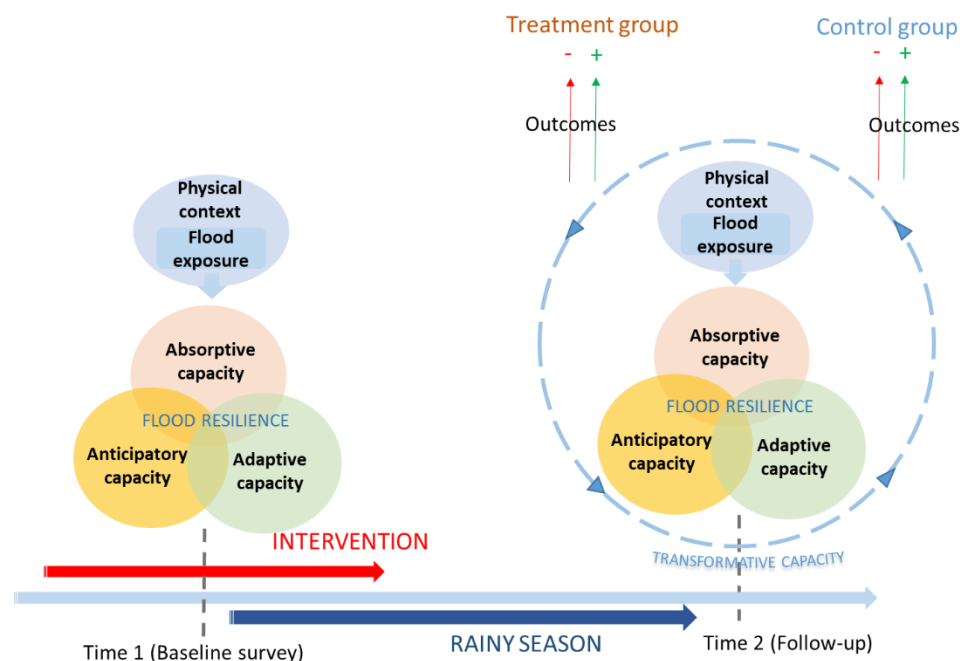 Treatment group
Control group
- +
- +
Outcomes
Outcomes
Physical
context
Flood
exposure
Physical
context
Flood
exposure
Absorptive
capacity
FLOOD RESILIENCE
Anticipatory
capacity
Adaptive
capacity
Absorptive
capacity
FLOOD RESILIENCE
Anticipatory
capacity
Adaptive
capacity
INTERVENTION
TRANSFORMATIVE CAPACITY
Time 1 (Baseline survey)
RAINY SEASON
Time 2 (Follow-up)